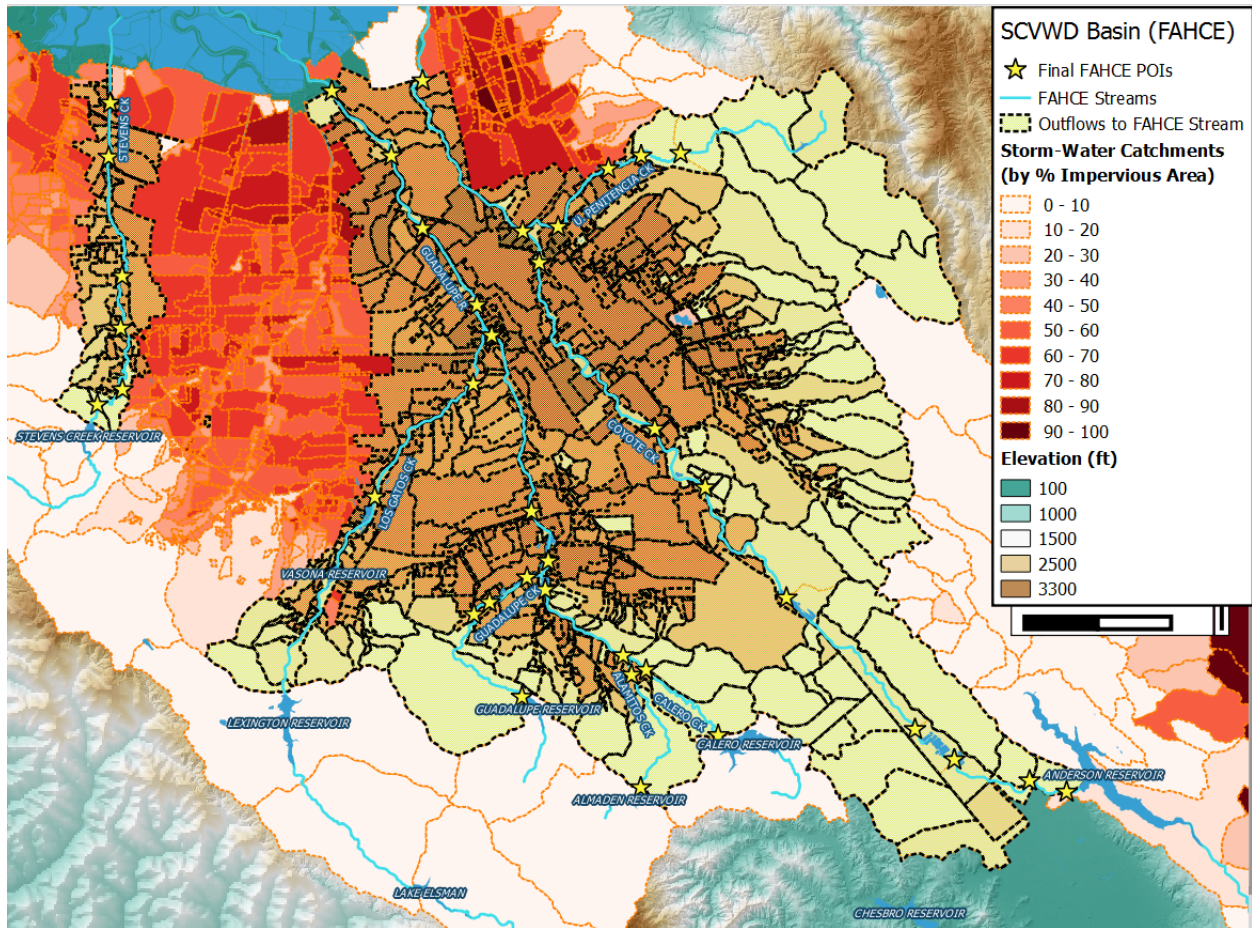 SCVWD Basin (FAHCE)
Final FAHCE POIs
FAHCE Streams
Outflows to FAHCE Stream
Storm-Water Catchments
(by % Impervious Area)
0 - 10
10 - 20
20 - 30
30 - 40
40 - 50
50 - 60
60 - 70
70 - 80
80 - 90
90 - 100
Elevation (ft)
100
1000
1500
2500
3300
STEVENS CK
U. PENITENCIA CK
GUADALUPE R
STEVENS CREEK RESERVOIR
COYOTE CK
LOS GATOS CK
VASONA RESERVOIR
GUADALUPE CK
ALAMITOS CK
CALERO CK
GUADALUPE RESERVOIR
LEXINGTON RESERVOIR
CALERO RESERVOIR
ANDERSON RESERVOIR
ALMADEN RESERVOIR
LAKE ELSMAN
CHESBRO RESERVOIR